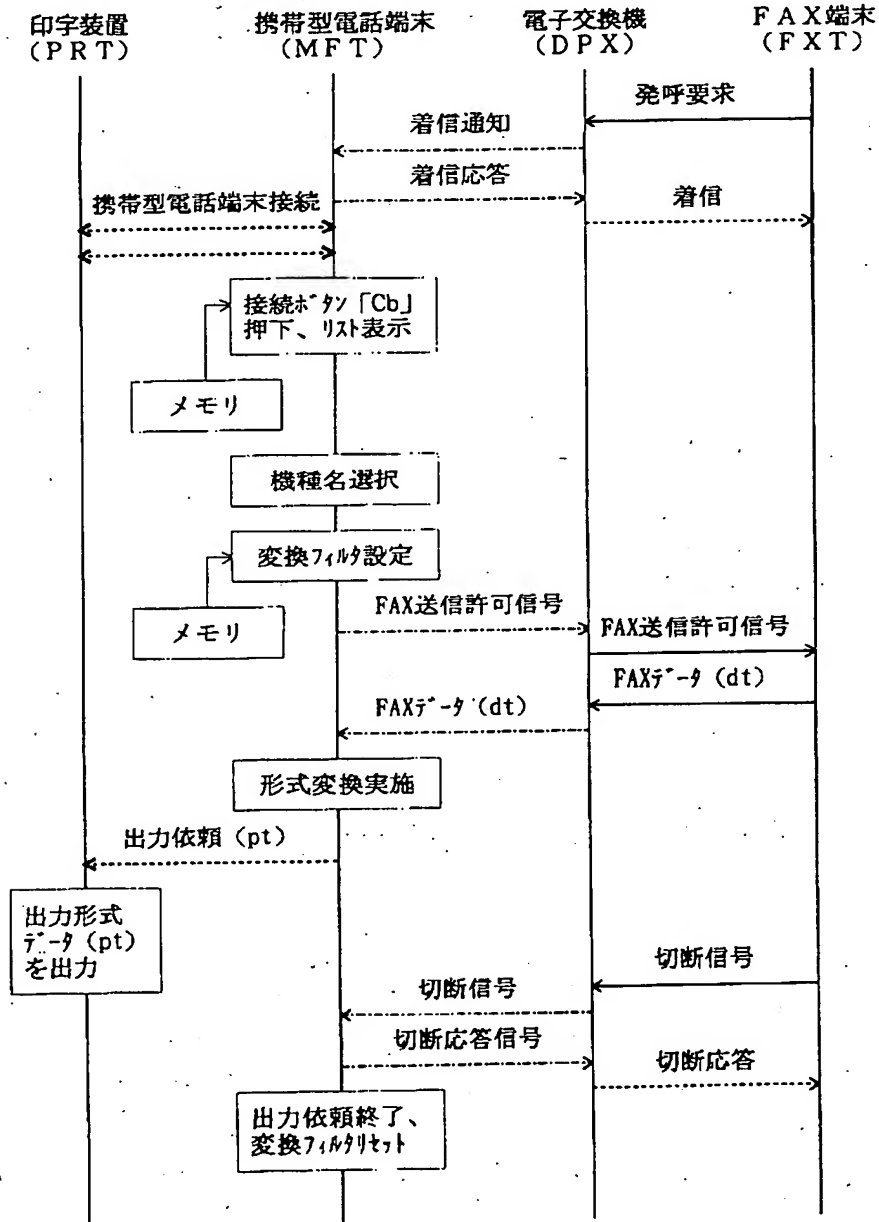 印字装置
(PRT)
携帯型電話端末
(MFT)
電子交換機
(DPX)
FAX端末
(FXT)
発呼要求
着信通知
着信応答
着信
携帯型電話端末接続
接続ボタン「Cb」
押下、リスト表示
メモリ
機種名選択
変換フィルタ設定
メモリ
FAX送信許可信号
FAX送信許可信号
FAXデータ(dt)
FAXデータ(dt)
形式変換実施
出力依頼(pt)
出力形式
データ(pt)
を出力
切断信号
切断信号
切断応答信号
切断応答
出力依頼終了、
変換フィルタリセット